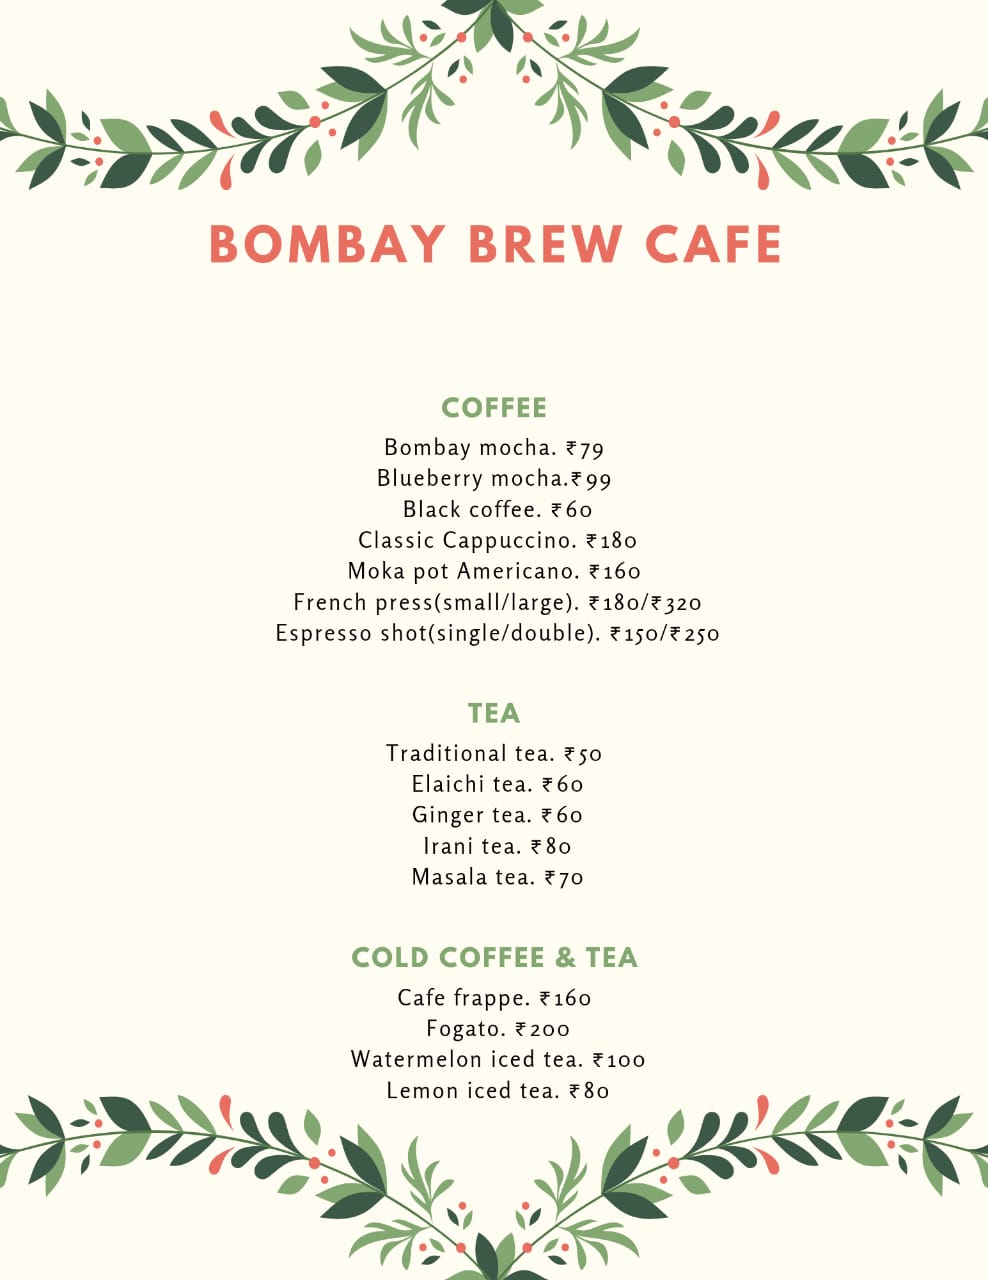 BOMBAY BREW CAFE
COFFEE
Bombay mocha. ₹79
Blueberry mocha.₹99
Black coffee. ₹60
Classic Cappuccino. ₹180
Moka pot Americano. ₹160
French press(small/large). ₹180/₹320
Espresso shot(single/double). ₹150/₹250
TEA
Traditional tea. ₹50
Elaichi tea. ₹60
Ginger tea. ₹60
Irani tea. ₹80
Masala tea. ₹70
COLD COFFEE & TEA
Cafe frappe. ₹160
Fogato. ₹200
Watermelon iced tea. ₹100
Lemon iced tea. ₹80